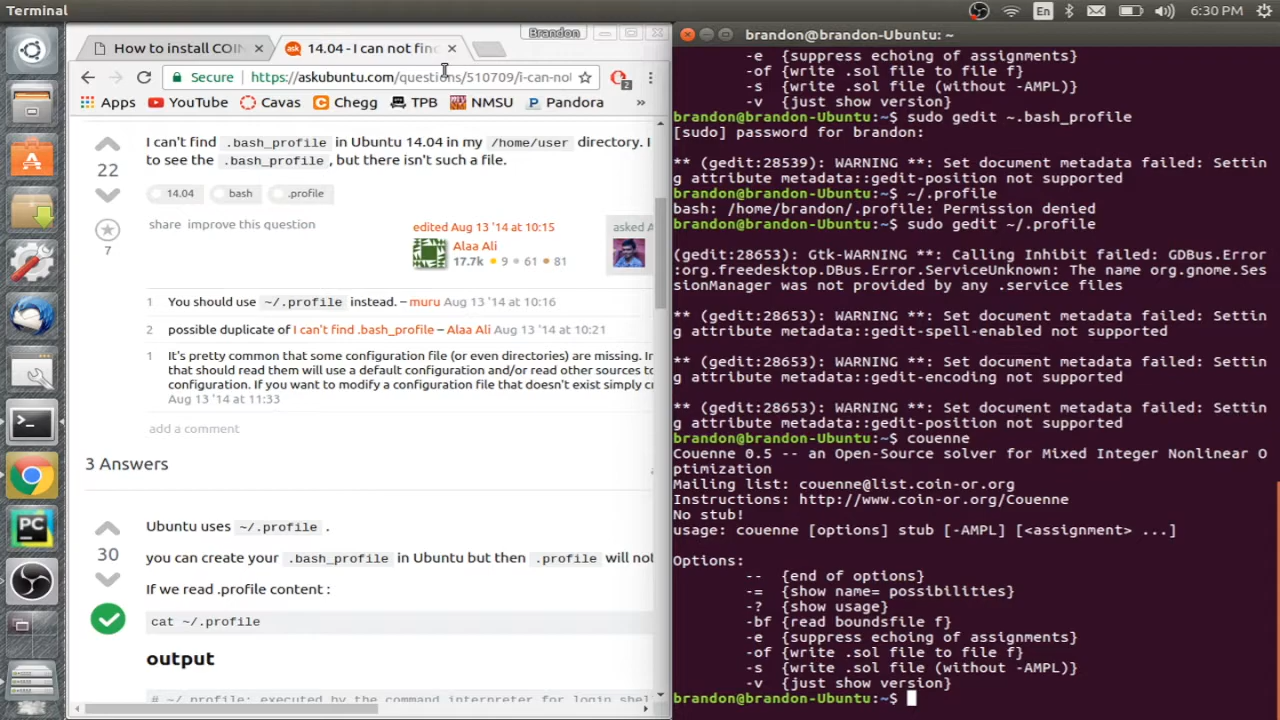 Terminal
En
6:30 PM
How to install COIN
14.04 - I can not find
Brandon
Secure
https://askubuntu.com/questions/510709/i-can-not
2
Apps
YouTube
Cavas
Chegg
TPB
NMSU
Pandora
»
22
I can't find .bash_profile in Ubuntu 14.04 in my /home/user directory. I
to see the .bash_profile , but there isn't such a file.
14.04 bash .profile
share improve this question
7
edited Aug 13 '14 at 10:15
Alaa Ali
17.7k 9 61 81
asked A
1 You should use ~/.profile instead. – muru Aug 13 '14 at 10:16
2 possible duplicate of I can't find .bash_profile – Alaa Ali Aug 13 '14 at 10:21
1 It's pretty common that some configuration file (or even directories) are missing. In
that should read them will use a default configuration and/or read other sources to
configuration. If you want to modify a configuration file that doesn't exist simply cr
Aug 13 '14 at 11:33
add a comment
3 Answers
30
Ubuntu uses ~/.profile .
you can create your .bash_profile in Ubuntu but then .profile will not
If we read .profile content :
cat ~/.profile
output
# ~/.profile: executed by the command interpreter for login shel
brandon@brandon-Ubuntu: ~
-e {suppress echoing of assignments}
-of {write .sol file to file f}
-s {write .sol file (without -AMPL)}
-v {just show version}
brandon@brandon-Ubuntu:~$ sudo gedit ~.bash_profile
[sudo] password for brandon:
** (gedit:28539): WARNING **: Set document metadata failed: Settin
g attribute metadata::gedit-position not supported
brandon@brandon-Ubuntu:~$ ~/.profile
bash: /home/brandon/.profile: Permission denied
brandon@brandon-Ubuntu:~$ sudo gedit ~/.profile
(gedit:28653): Gtk-WARNING **: Calling Inhibit failed: GDBus.Error
:org.freedesktop.DBus.Error.ServiceUnknown: The name org.gnome.Ses
sionManager was not provided by any .service files
** (gedit:28653): WARNING **: Set document metadata failed: Settin
g attribute metadata::gedit-spell-enabled not supported
** (gedit:28653): WARNING **: Set document metadata failed: Settin
g attribute metadata::gedit-encoding not supported
** (gedit:28653): WARNING **: Set document metadata failed: Settin
g attribute metadata::gedit-position not supported
brandon@brandon-Ubuntu:~$ couenne
Couenne 0.5 -- an Open-Source solver for Mixed Integer Nonlinear O
ptimization
Mailing list: couenne@list.coin-or.org
Instructions: http://www.coin-or.org/Couenne
No stub!
usage: couenne [options] stub [-AMPL] [<assignment> ...]
Options:
-- {end of options}
-= {show name= possibilities}
-? {show usage}
-bf {read boundsfile f}
-e {suppress echoing of assignments}
-of {write .sol file to file f}
-s {write .sol file (without -AMPL)}
-v {just show version}
brandon@brandon-Ubuntu:~$
PC